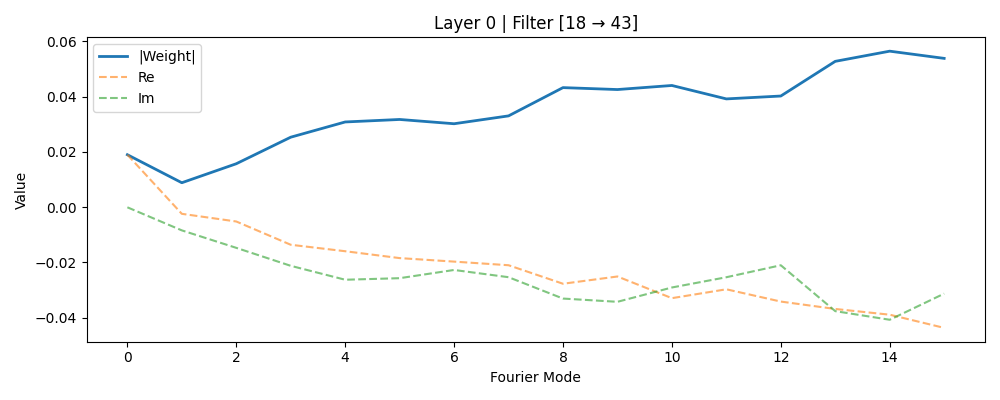 Layer 0 | Filter [18 → 43]
0.06
0.04
0.02
0.00
−0.02
−0.04
Value
|Weight|
Re
Im
0 2 4 6 8 10 12 14
Fourier Mode